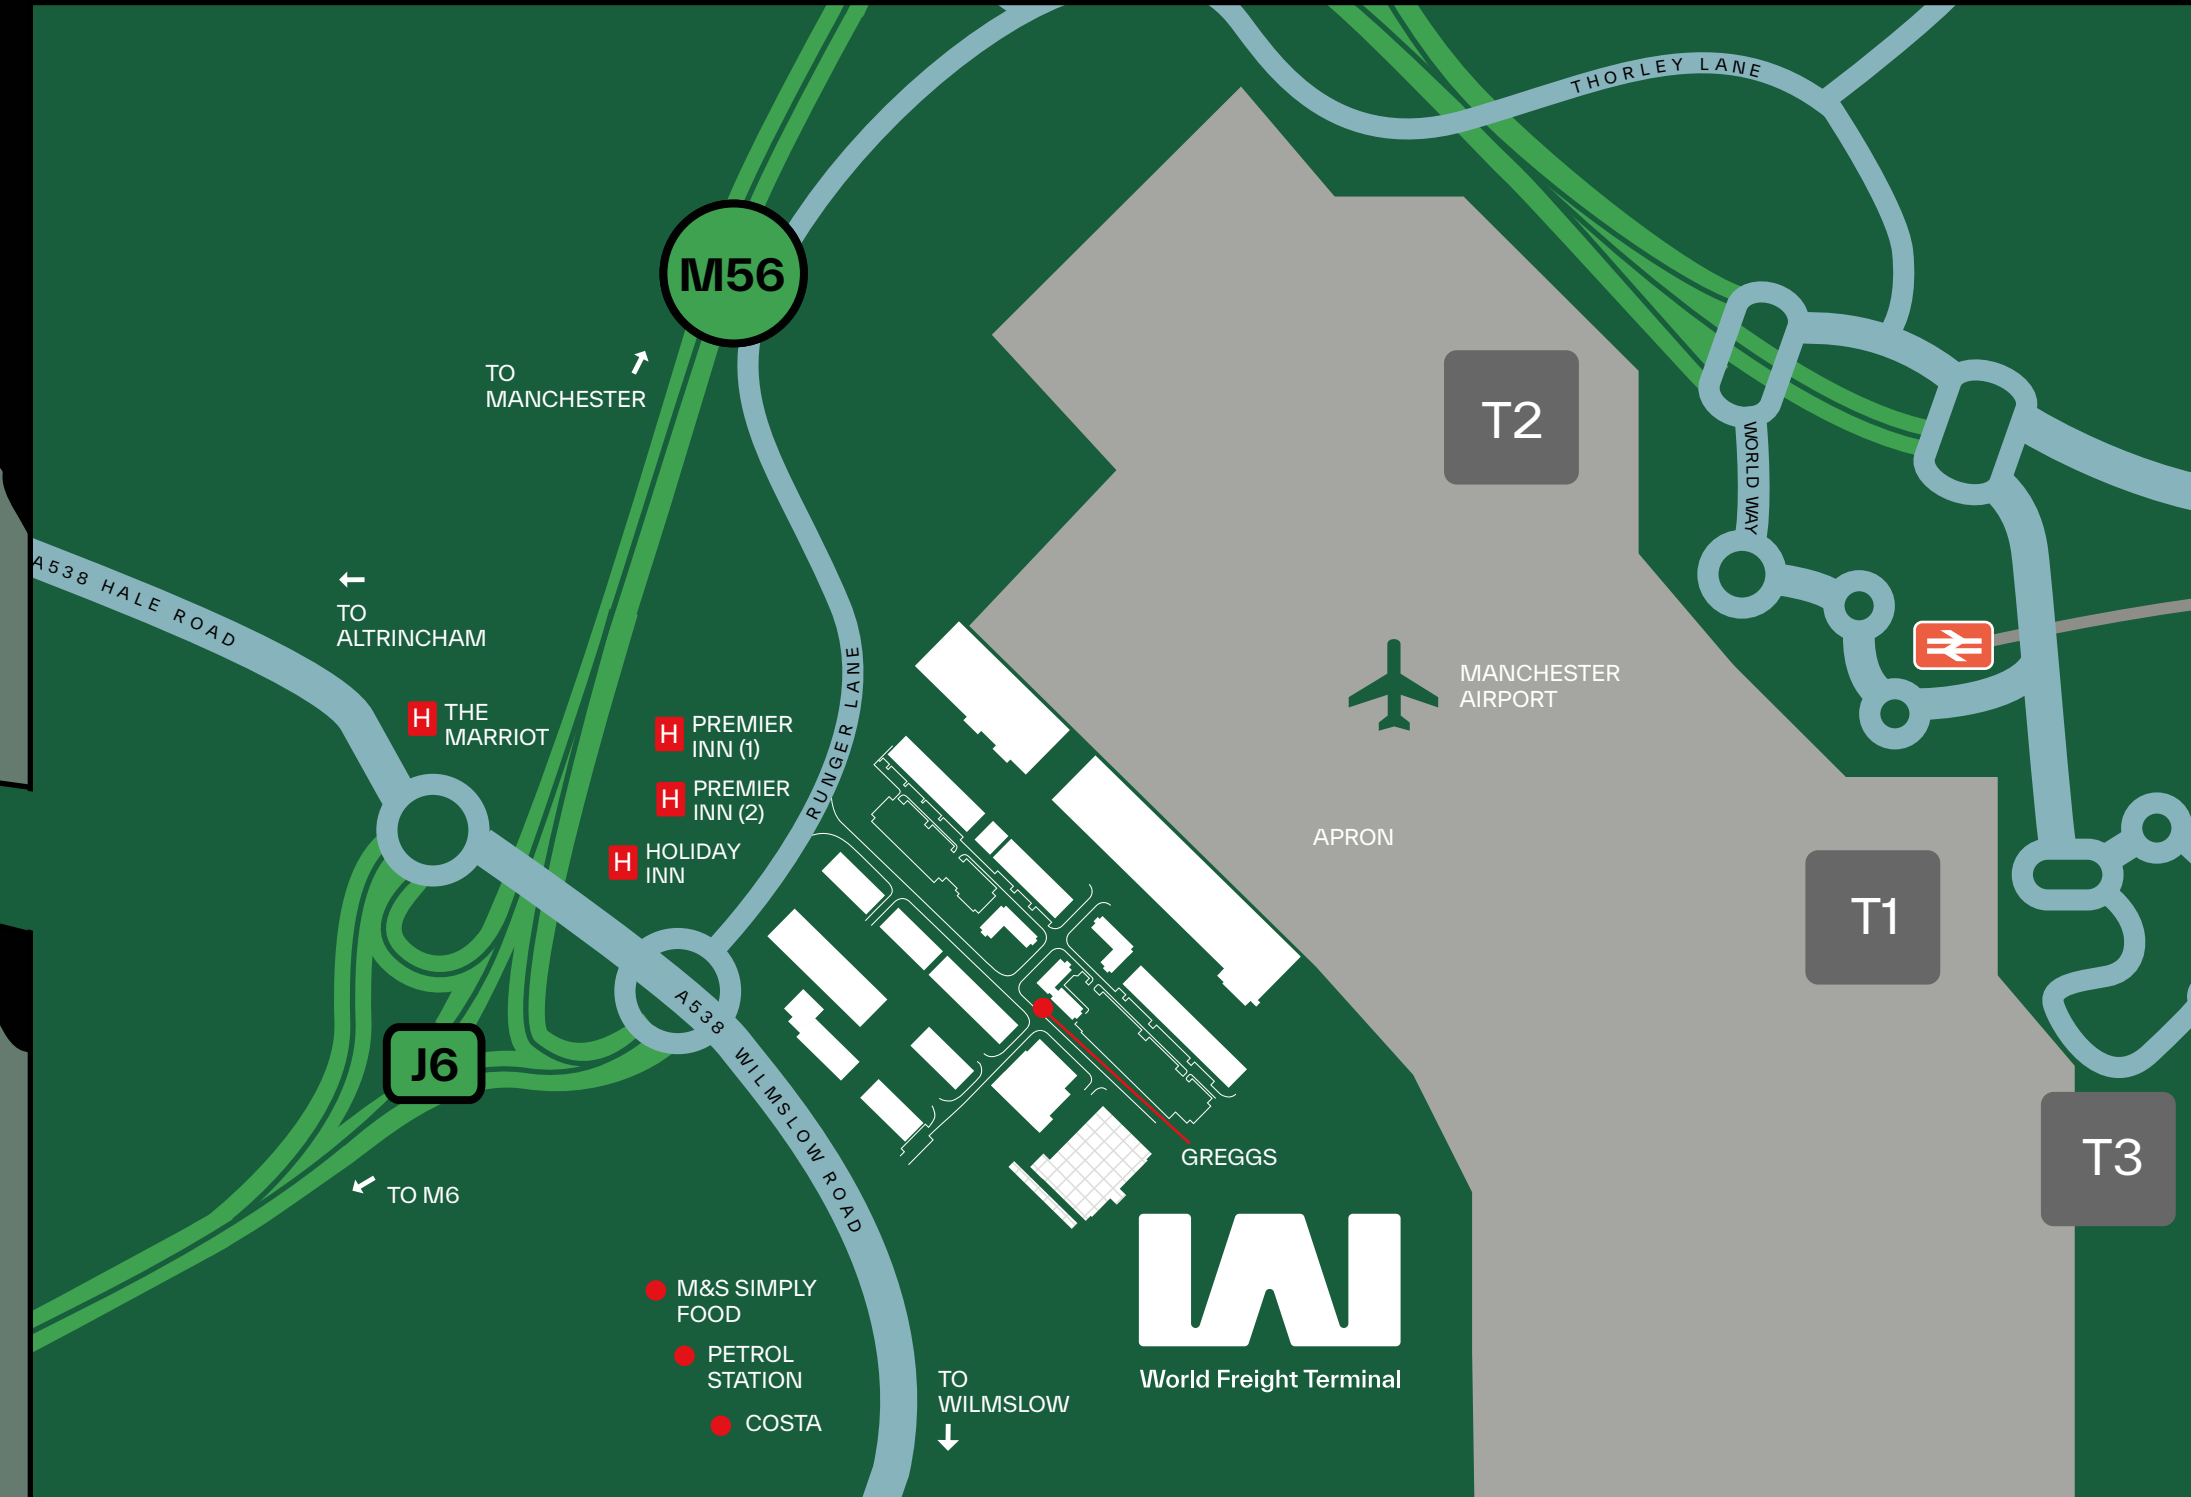 THORLEY LANE
M56
TO
MANCHESTER
T2
WORLD WAY
A538 HALE ROAD
TO
ALTRINCHAM
RUNGER LANE
MANCHESTER
AIRPORT
H THE
MARRIOT
H PREMIER
INN (1)
H PREMIER
INN (2)
H HOLIDAY
INN
APRON
T1
A538 WILMSLOW ROAD
J6
T3
GREGGS
TO M6
M&S SIMPLY
FOOD
PETROL
STATION
COSTA
TO
WILMSLOW
World Freight Terminal